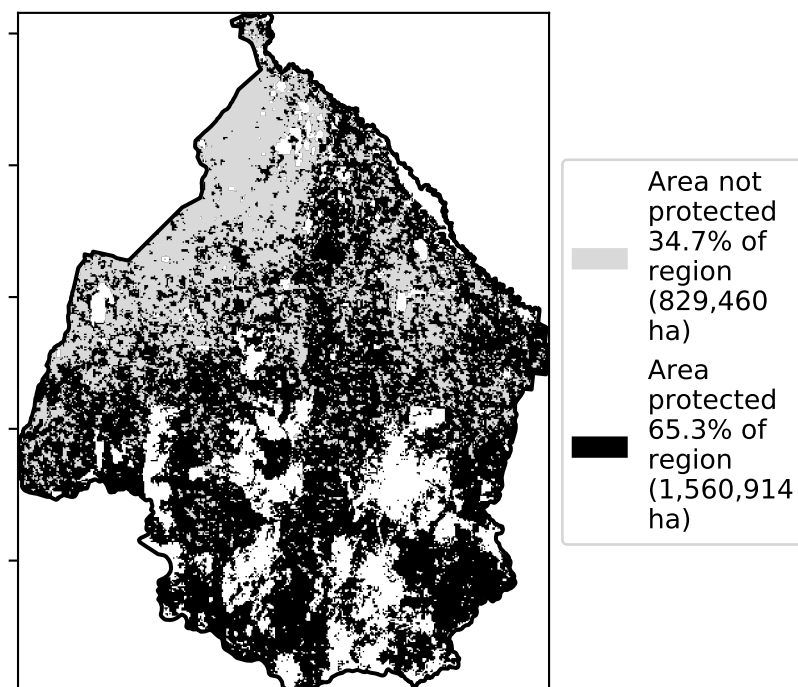 Area not
protected
34.7% of
region
(829,460
ha)
Area
protected
65.3% of
region
(1,560,914
ha)